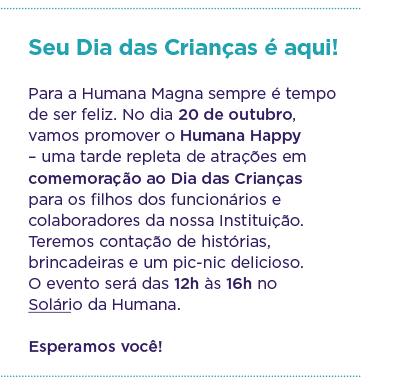 Seu Dia das Crianças é aqui!
Para a Humana Magna sempre é tempo
de ser feliz. No dia 20 de outubro,
vamos promover o Humana Happy
– uma tarde repleta de atrações em
comemoração ao Dia das Crianças
para os filhos dos funcionários e
colaboradores da nossa Instituição.
Teremos contação de histórias,
brincadeiras e um pic-nic delicioso.
O evento será das 12h às 16h no
Solário da Humana.
Esperamos você!